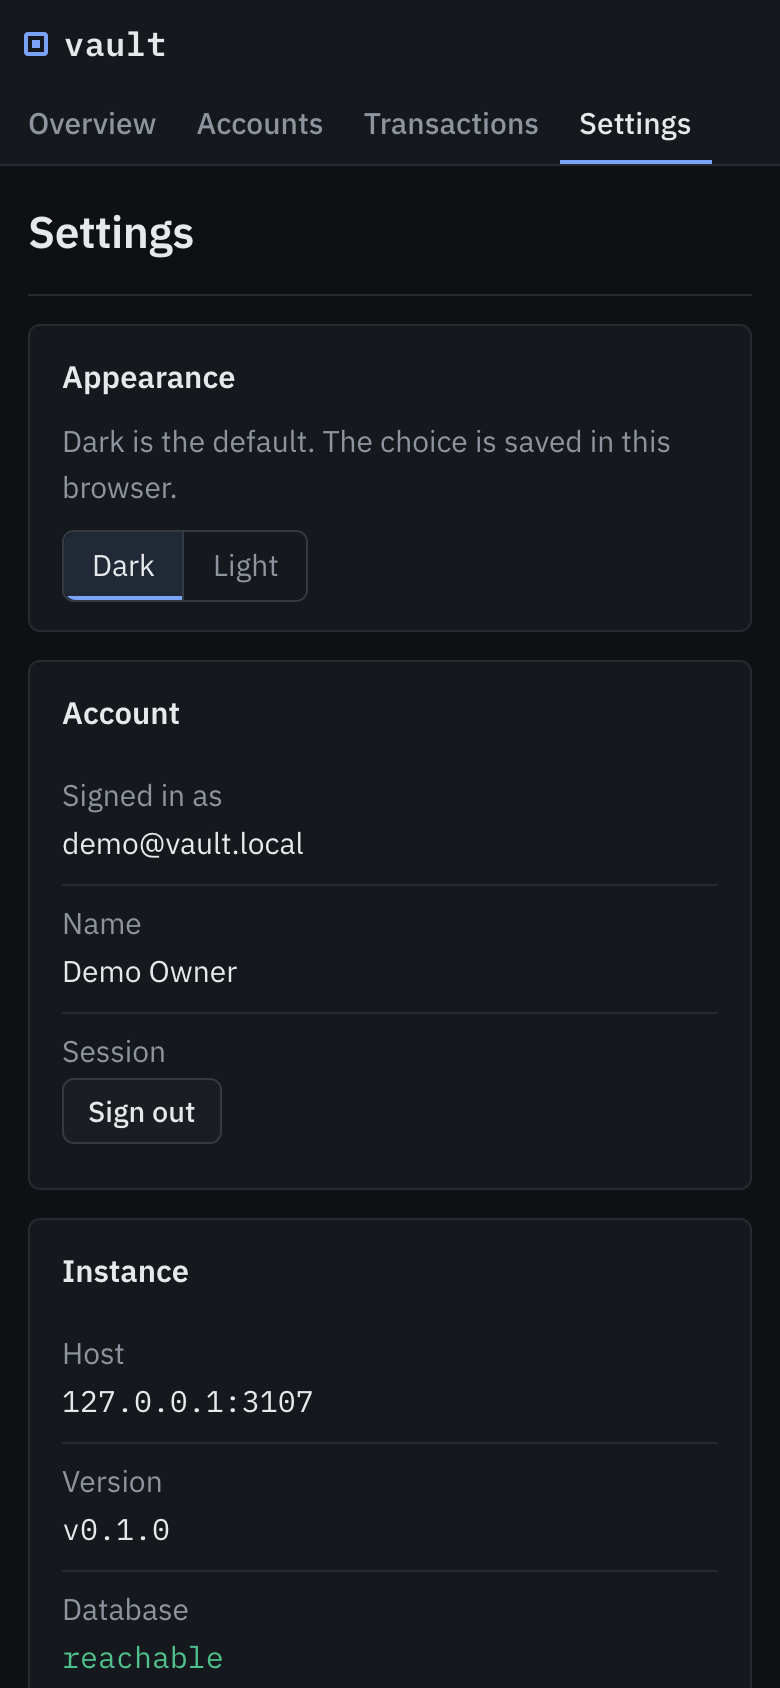 vault
Overview Accounts Transactions Settings
Settings
Appearance
Dark is the default. The choice is saved in this
browser.
Dark Light
Account
Signed in as
demo@vault.local
Name
Demo Owner
Session
Sign out
Instance
Host
127.0.0.1:3107
Version
v0.1.0
Database
reachable